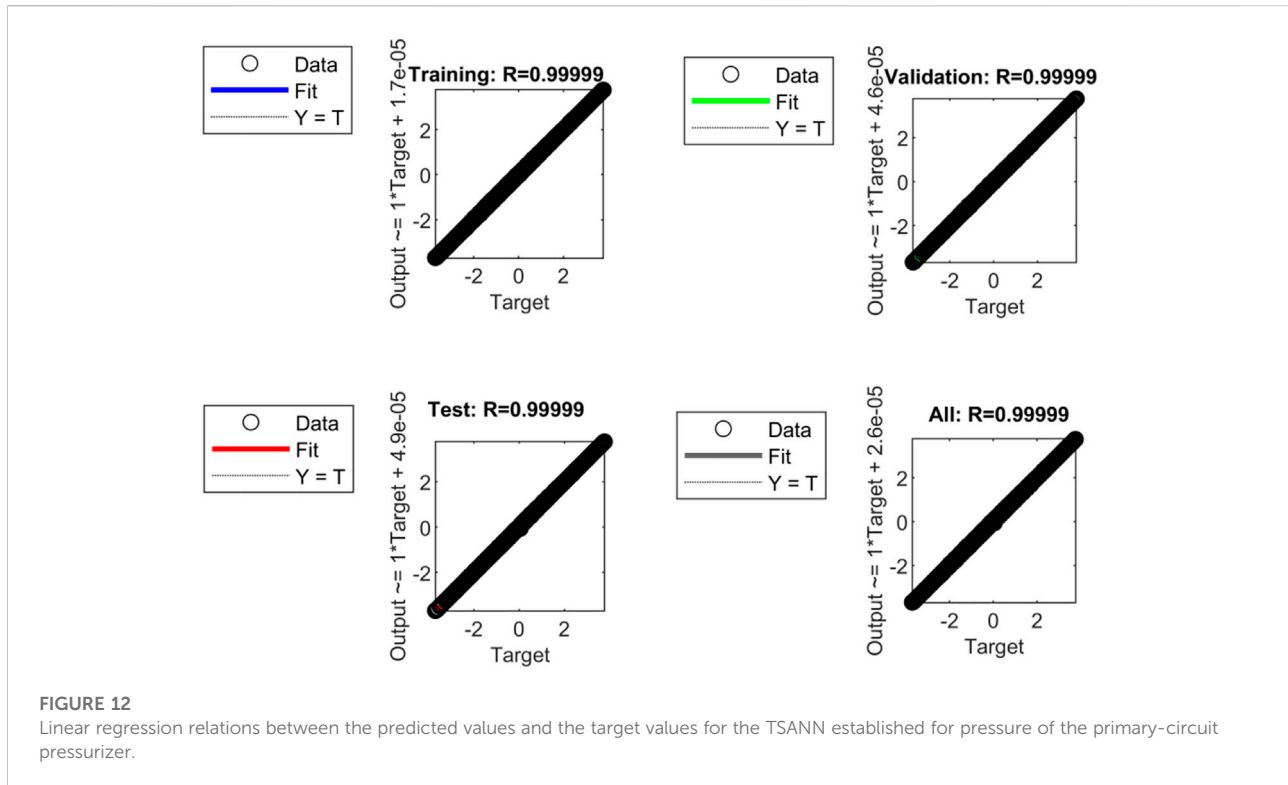 Data
Fit
Y = T
Training: R=0.99999
Output ~= 1*Target + 1.7e-05
2
0
-2
-2 0 2
Target
Data
Fit
Y = T
Validation: R=0.99999
Output ~= 1*Target + 4.6e-05
2
0
-2
-2 0 2
Target
Data
Fit
Y = T
Test: R=0.99999
Output ~= 1*Target + 4.9e-05
2
0
-2
-2 0 2
Target
Data
Fit
Y = T
All: R=0.99999
Output ~= 1*Target + 2.6e-05
2
0
-2
-2 0 2
Target
FIGURE 12
Linear regression relations between the predicted values and the target values for the TSANN established for pressure of the primary-circuit
pressurizer.